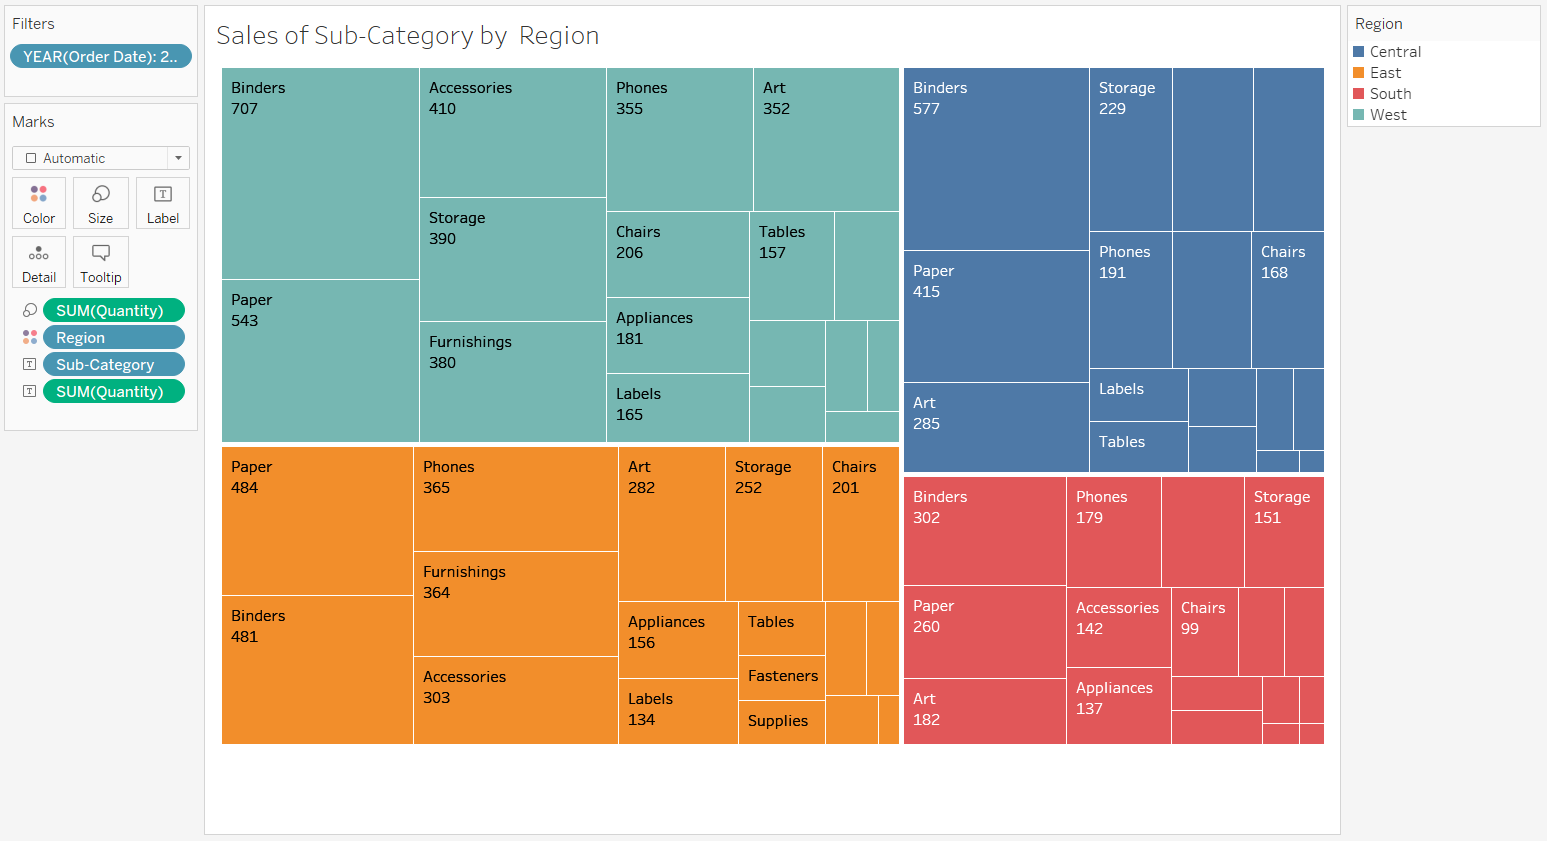 Filters
YEAR(Order Date): 2..
Marks
Automatic
Color
Size
T
Label
Detail
Tooltip
SUM(Quantity)
Region
T
Sub-Category
T
SUM(Quantity)
Sales of Sub-Category by  Region
Binders
707
Paper
543
Accessories
410
Storage
390
Furnishings
380
Phones
355
Art
352
Chairs
206
Appliances
181
Labels
165
Tables
157
Binders
577
Paper
415
Art
285
Storage
229
Phones
191
Chairs
168
Labels
Tables
Paper
484
Binders
481
Phones
365
Furnishings
364
Accessories
303
Art
282
Storage
252
Chairs
201
Appliances
156
Labels
134
Tables
Fasteners
Supplies
Binders
302
Paper
260
Art
182
Phones
179
Storage
151
Accessories
142
Appliances
137
Chairs
99
Region
Central
East
South
West